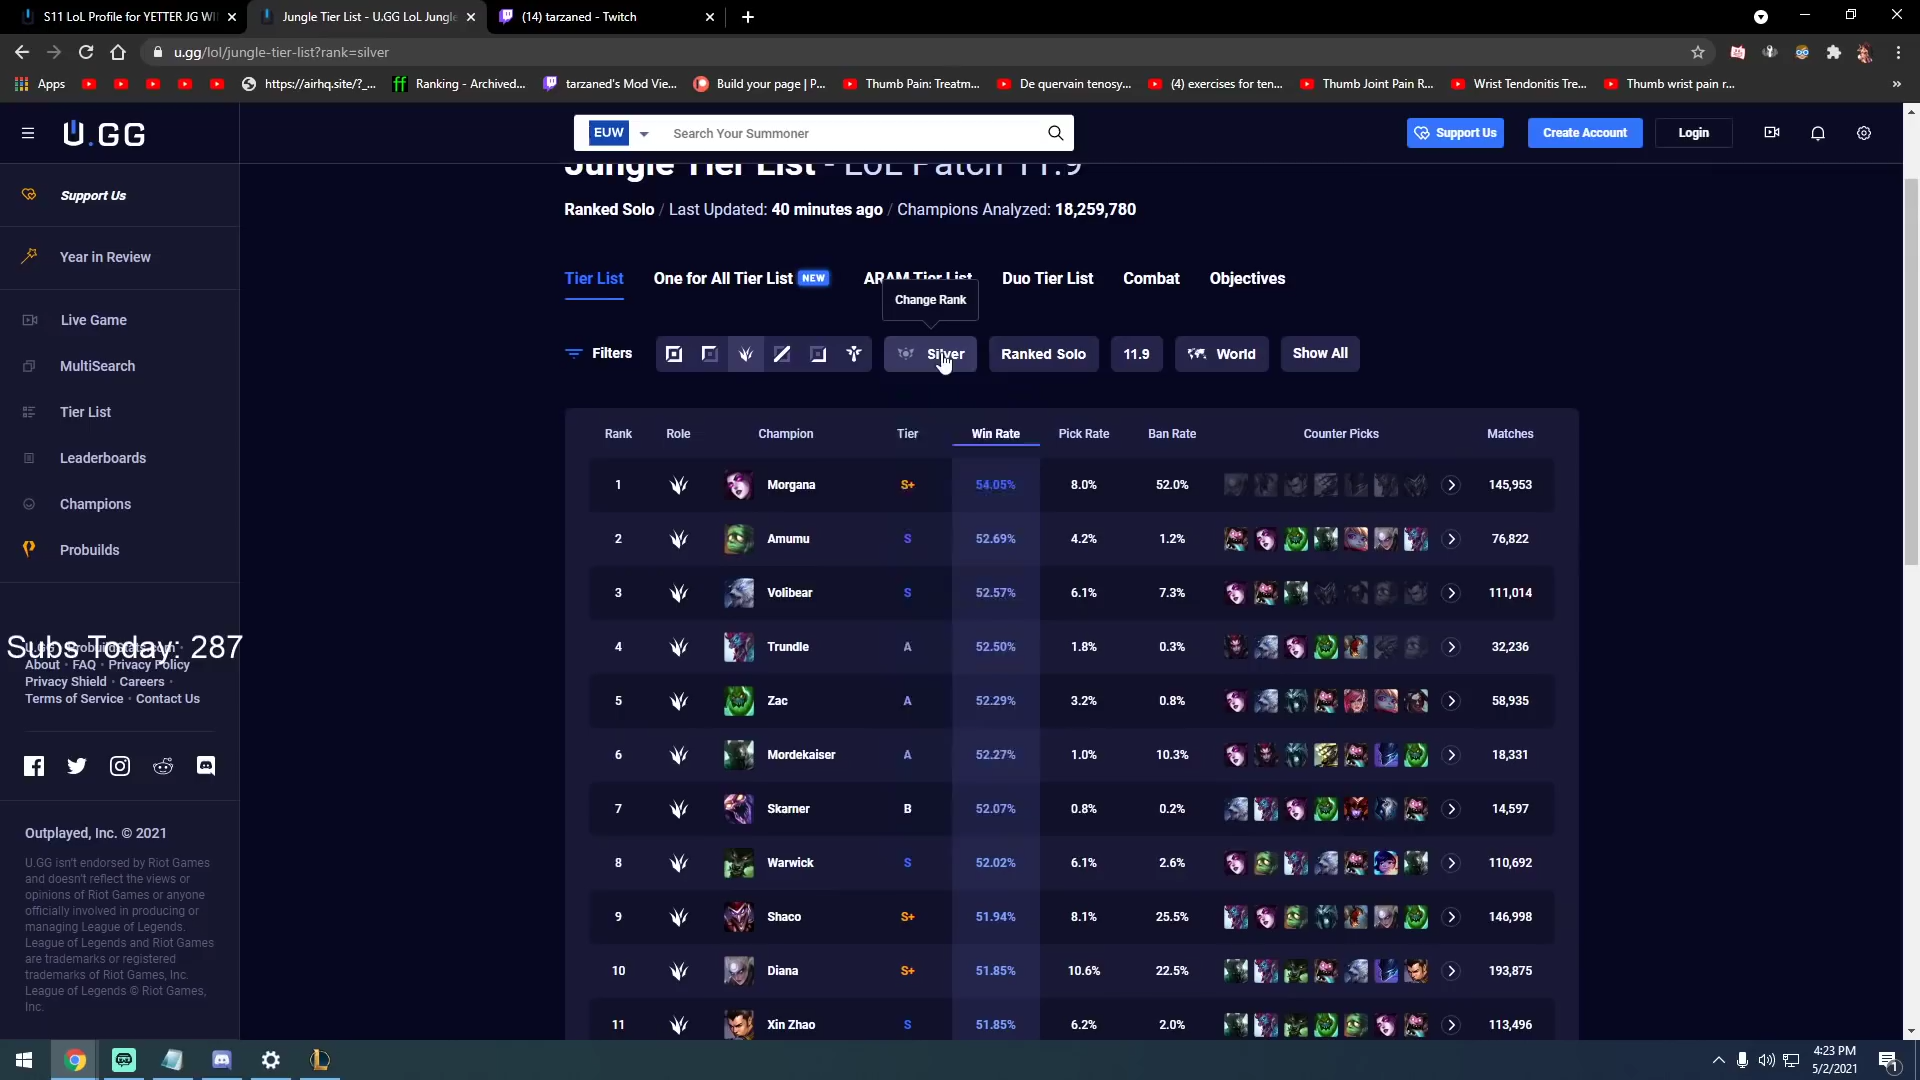 S11 LoL Profile for YETTER JG WI
Jungle Tier List - U.GG LoL Jungle
(14) tarzaned - Twitch
u.gg/lol/jungle-tier-list?rank=silver
Apps
https://airhq.site/?_...
Ranking - Archived...
tarzaned's Mod Vie...
Build your page | P...
Thumb Pain: Treatm...
De quervain tenosy...
(4) exercises for ten...
Thumb Joint Pain R...
Wrist Tendonitis Tre...
Thumb wrist pain r...
U.GG
EUW
Search Your Summoner
Support Us
Create Account
Login
Support Us
Year in Review
Live Game
MultiSearch
Tier List
Leaderboards
Champions
Probuilds
Subs Today: 287
About · FAQ · Privacy Policy
Privacy Shield · Careers ·
Terms of Service · Contact Us
Outplayed, Inc. © 2021
U.GG isn't endorsed by Riot Games
and doesn't reflect the views or
opinions of Riot Games or anyone
officially involved in producing or
managing League of Legends.
League of Legends and Riot Games
are trademarks or registered
trademarks of Riot Games, Inc.
League of Legends © Riot Games,
Inc.
Jungle Tier List - LoL Patch 11.9
Ranked Solo / Last Updated: 40 minutes ago / Champions Analyzed: 18,259,780
Tier List
One for All Tier List NEW
ARAM Tier List
Duo Tier List
Combat
Objectives
Change Rank
Filters
Silver
Ranked Solo
11.9
World
Show All
Rank Role Champion Tier Win Rate Pick Rate Ban Rate Counter Picks Matches
1 Morgana S+ 54.05% 8.0% 52.0% 145,953
2 Amumu S 52.69% 4.2% 1.2% 76,822
3 Volibear S 52.57% 6.1% 7.3% 111,014
4 Trundle A 52.50% 1.8% 0.3% 32,236
5 Zac A 52.29% 3.2% 0.8% 58,935
6 Mordekaiser A 52.27% 1.0% 10.3% 18,331
7 Skarner B 52.07% 0.8% 0.2% 14,597
8 Warwick S 52.02% 6.1% 2.6% 110,692
9 Shaco S+ 51.94% 8.1% 25.5% 146,998
10 Diana S+ 51.85% 10.6% 22.5% 193,875
11 Xin Zhao S 51.85% 6.2% 2.0% 113,496
4:23 PM
5/2/2021
1